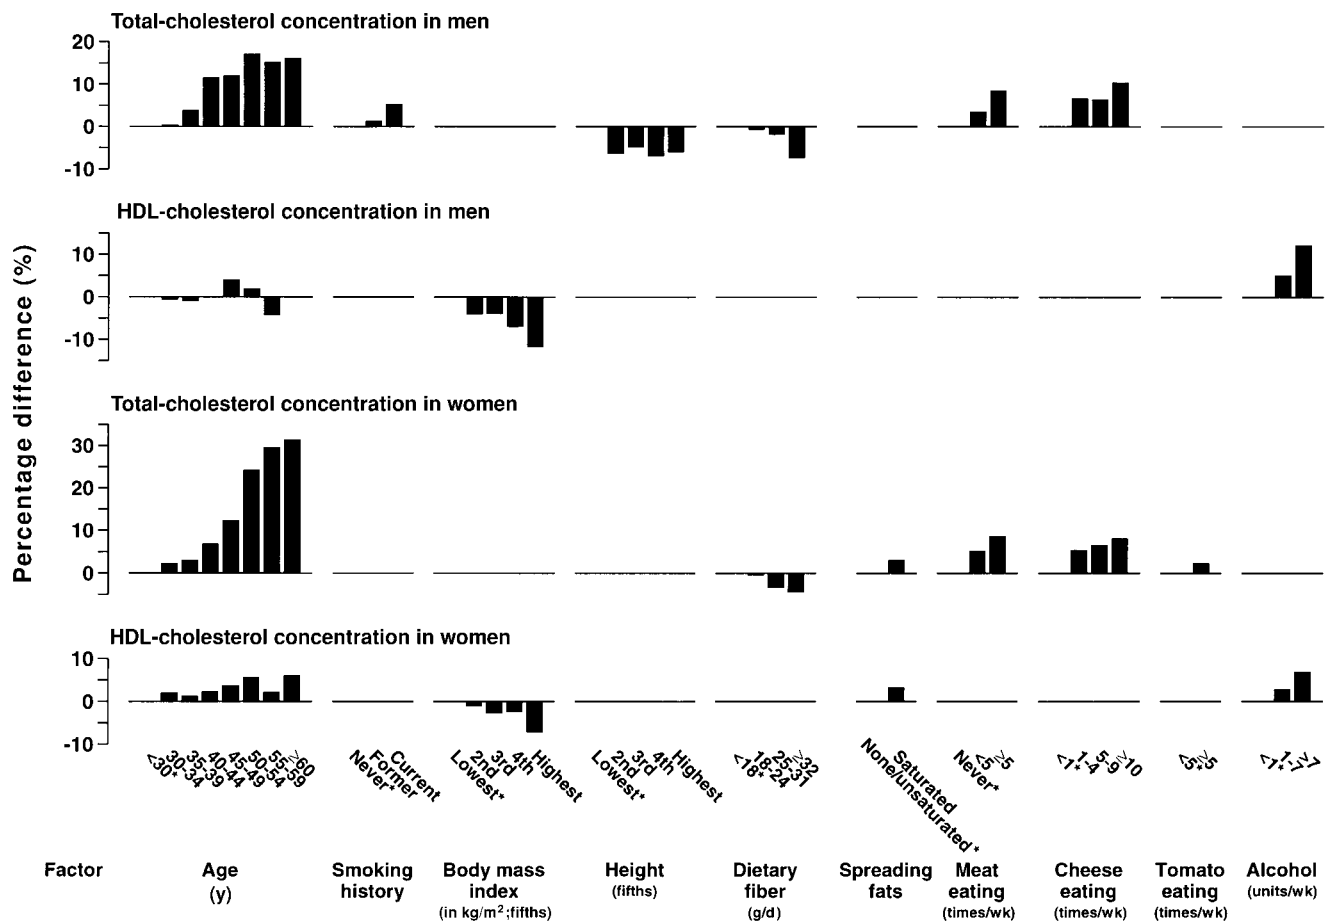 Total-cholesterol concentration in men
20
10
0
-10
HDL-cholesterol concentration in men
10
0
-10
Percentage difference (%)
Total-cholesterol concentration in women
30
20
10
0
HDL-cholesterol concentration in women
10
0
-10
<30*
30-34
35-39
40-44
45-49
50-54
55-59
≥60
Never*
Former
Current
Lowest*
2nd
3rd
4th
Highest
Lowest*
2nd
3rd
4th
Highest
<18*
18-24
25-31
≥32
None/unsaturated*
Saturated
Never*
<5
≥5
<1*
1-4
5-9
≥10
<5*
≥5
<1*
1-7
>7
Factor Age Smoking Body mass Height Dietary Spreading Meat Cheese Tomato Alcohol
(y) history index (fifths) fiber fats eating eating eating (units/wk)
(in kg/m²;fifths) (g/d) (times/wk) (times/wk) (times/wk)